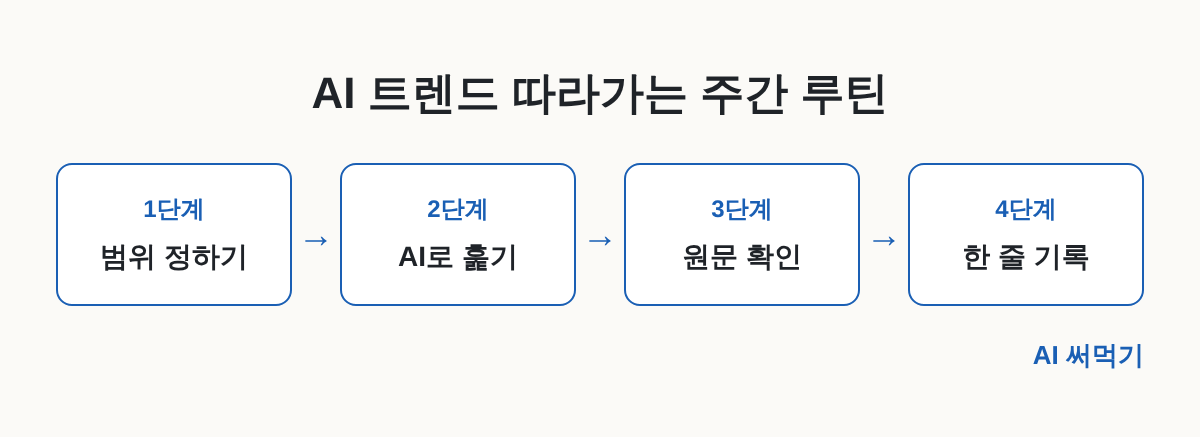 AI 트렌드 따라가는 주간 루틴
1단계
범위 정하기
→
2단계
AI로 훑기
→
3단계
원문 확인
→
4단계
한 줄 기록
AI 써먹기